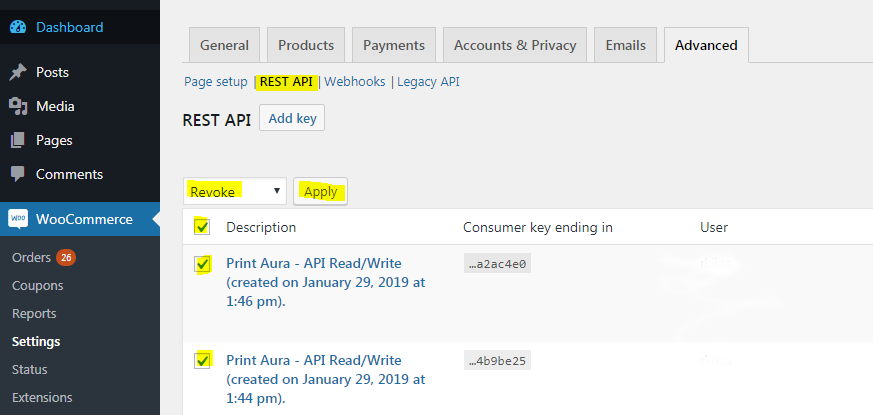 Dashboard
Posts
Media
Pages
Comments
WOO
WooCommerce
Orders 26
Coupons
Reports
Settings
Status
Extensions
General Products Payments Accounts & Privacy Emails Advanced
Page setup | REST API | Webhooks | Legacy API
REST API Add key
Revoke Apply
Description Consumer key ending in User
Print Aura - API Read/Write …a2ac4e0
(created on January 29, 2019 at
1:46 pm).
Print Aura - API Read/Write …4b9be25
(created on January 29, 2019 at
1:44 pm).